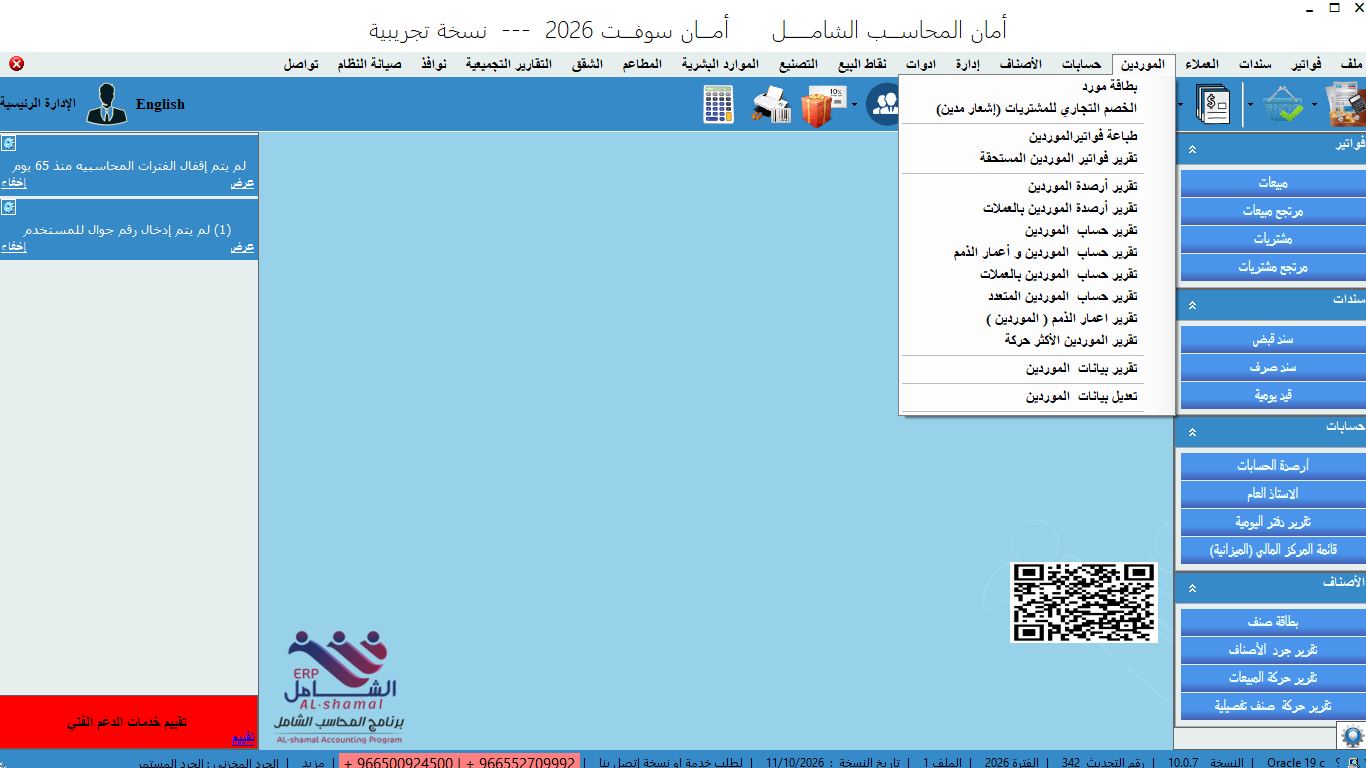 أمان المحاسب الشامل أمان سوفت 2026 --- نسخة تجريبية
ملف فواتير سندات العملاء الموردين حسابات الأصناف إدارة ادوات نقاط البيع التصنيع الموارد البشرية المطاعم الشقق التقارير التجميعية نوافذ صيانة النظام تواصل
English
الإدارة الرئيسية
بطاقة مورد
الخصم التجاري للمشتريات (إشعار مدين)
طباعة فواتيرالموردين
تقرير فواتير الموردين المستحقة
تقرير أرصدة الموردين
تقرير أرصدة الموردين بالعملات
تقرير حساب الموردين
تقرير حساب الموردين و أعمار الذمم
تقرير حساب الموردين بالعملات
تقرير حساب الموردين المتعدد
تقرير اعمار الذمم ( الموردين )
تقرير الموردين الأكثر حركة
تقرير بيانات الموردين
تعديل بيانات الموردين
فواتير
مبيعات
مرتجع مبيعات
مشتريات
مرتجع مشتريات
سندات
سند قبض
سند صرف
قيد يومية
حسابات
أرصدة الحسابات
الاستاذ العام
تقرير دفتر اليومية
قائمة المركز المالي (الميزانية)
الأصناف
بطاقة صنف
تقرير جرد الأصناف
تقرير حركة المبيعات
تقرير حركة صنف تفصيلية
لم يتم إقفال الفترات المحاسبيه منذ 65 يوم
عرض إخفاء
(1) لم يتم إدخال رقم جوال للمستخدم
عرض إخفاء
تقييم خدمات الدعم الفني
تقييم
ERP
الشامل
AL-shamal
برنامج المحاسب الشامل
AL-shamal Accounting Program
؟ | Oracle 19 c | النسخة 10.0.7 | رقم التحديث 342 | الفترة 2026 | الملف 1 | تاريخ النسخة : 11/10/2026 | لطلب خدمة او نسخة إتصل بنا | + 966552709992 | + 966500924500 | مزيد | الجرد المخزني : الجرد المستمر